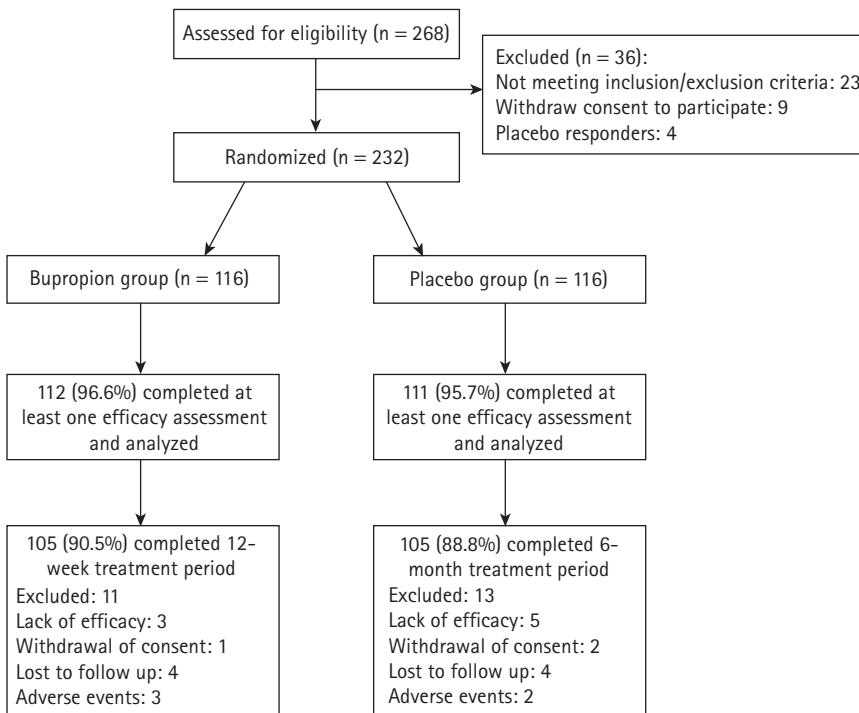 Assessed for eligibility (n = 268)
Excluded (n = 36):
Not meeting inclusion/exclusion criteria: 23
Withdraw consent to participate: 9
Placebo responders: 4
Randomized (n = 232)
Bupropion group (n = 116)
Placebo group (n = 116)
112 (96.6%) completed at
least one efficacy assessment
and analyzed
111 (95.7%) completed at
least one efficacy assessment
and analyzed
105 (90.5%) completed 12-
week treatment period
Excluded: 11
Lack of efficacy: 3
Withdrawal of consent: 1
Lost to follow up: 4
Adverse events: 3
105 (88.8%) completed 6-
month treatment period
Excluded: 13
Lack of efficacy: 5
Withdrawal of consent: 2
Lost to follow up: 4
Adverse events: 2